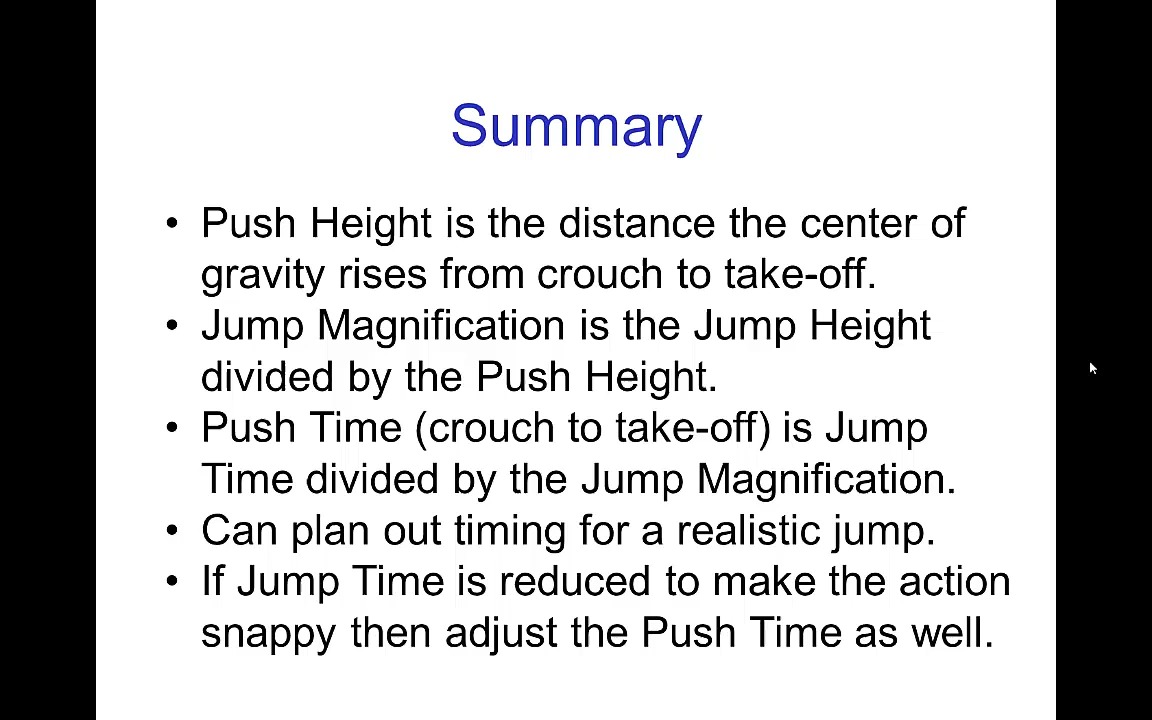 Summary
• Push Height is the distance the center of
gravity rises from crouch to take-off.
• Jump Magnification is the Jump Height
divided by the Push Height.
• Push Time (crouch to take-off) is Jump
Time divided by the Jump Magnification.
• Can plan out timing for a realistic jump.
• If Jump Time is reduced to make the action
snappy then adjust the Push Time as well.